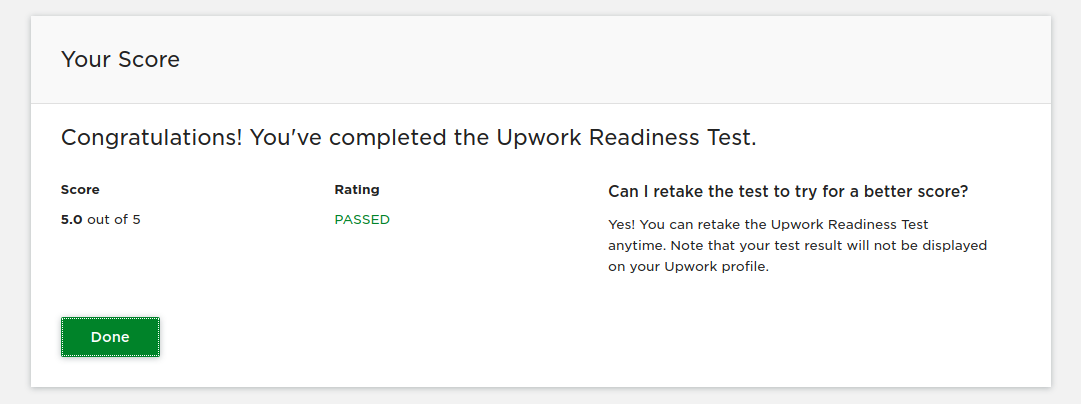 Your Score
Congratulations! You've completed the Upwork Readiness Test.
Score
5.0 out of 5
Rating
PASSED
Can I retake the test to try for a better score?
Yes! You can retake the Upwork Readiness Test
anytime. Note that your test result will not be displayed
on your Upwork profile.
Done